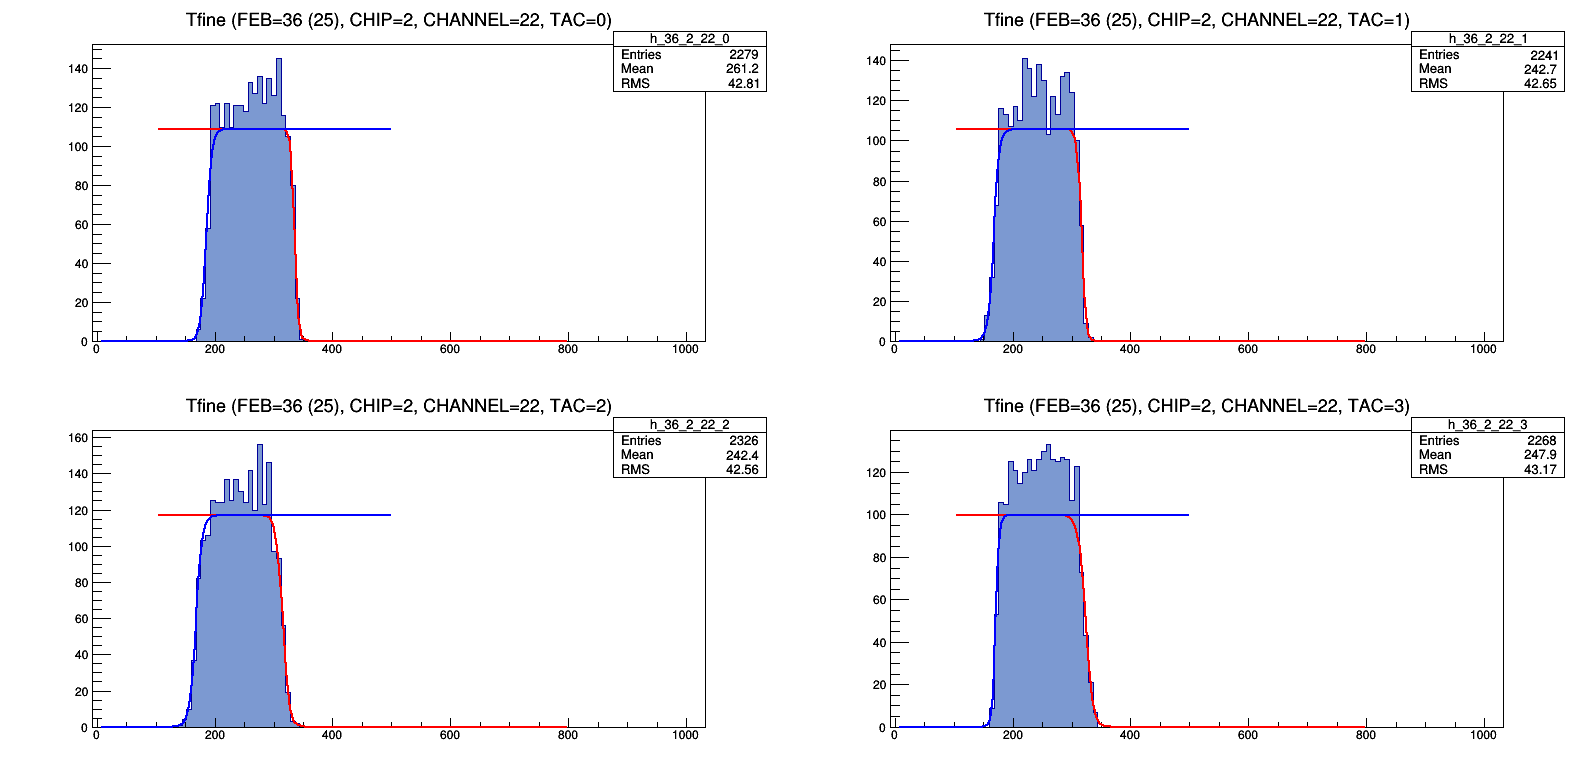 Tfine (FEB=36 (25), CHIP=2, CHANNEL=22, TAC=0)
h_36_2_22_0
Entries 2279
Mean 261.2
RMS 42.81
140
120
100
80
60
40
20
0
0 200 400 600 800 1000
Tfine (FEB=36 (25), CHIP=2, CHANNEL=22, TAC=1)
h_36_2_22_1
Entries 2241
Mean 242.7
RMS 42.65
140
120
100
80
60
40
20
0
0 200 400 600 800 1000
Tfine (FEB=36 (25), CHIP=2, CHANNEL=22, TAC=2)
h_36_2_22_2
Entries 2326
Mean 242.4
RMS 42.56
160
140
120
100
80
60
40
20
0
0 200 400 600 800 1000
Tfine (FEB=36 (25), CHIP=2, CHANNEL=22, TAC=3)
h_36_2_22_3
Entries 2268
Mean 247.9
RMS 43.17
120
100
80
60
40
20
0
0 200 400 600 800 1000